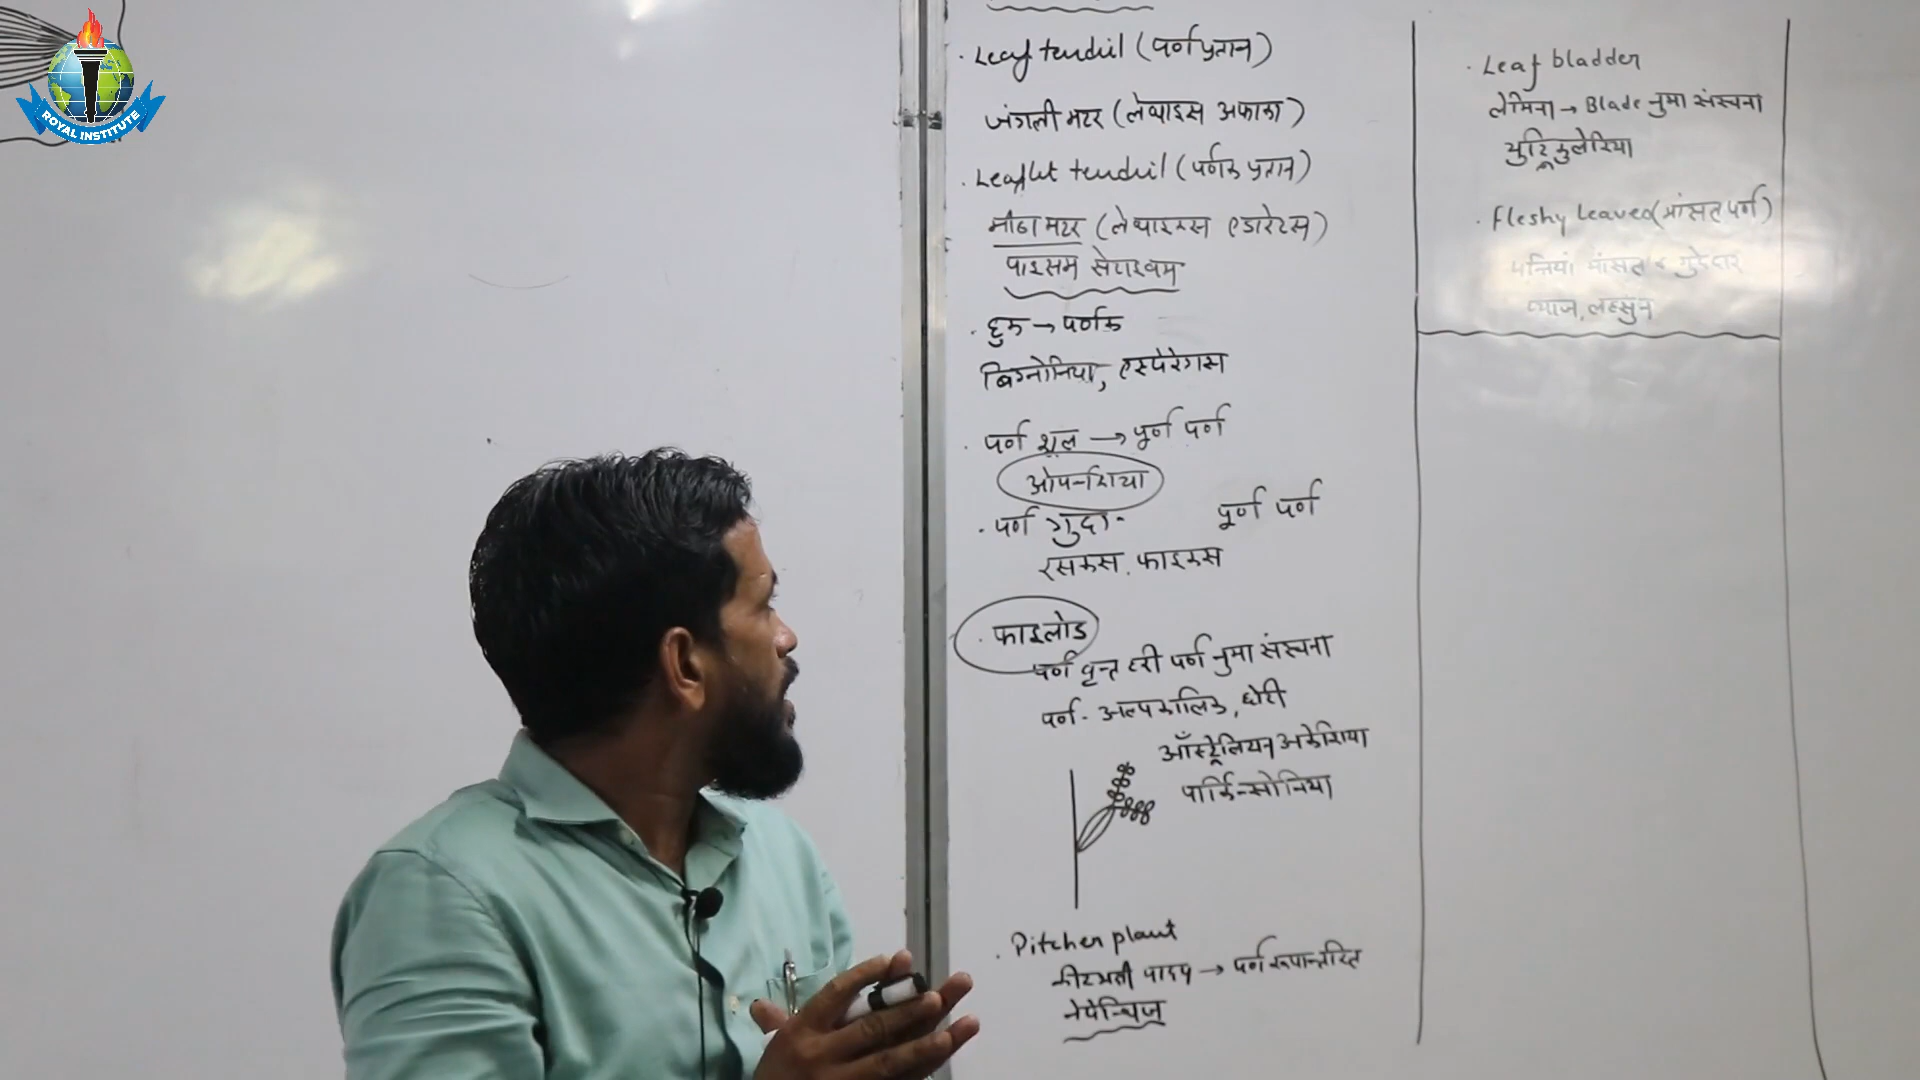 ROYAL INSTITUTE
. Leaf tendril (पर्ण प्रतान)
जंगली मटर (लेथाइरस अफाका)
. Leaflet tendril (पर्णक प्रतान)
मीठा मटर (लेथाइरस ओडोरेटस)
पाइसम सेटाइवम
. हुक → पर्णक
बिग्नोनिया, एस्पेरेगस
. पर्ण शूल → पूर्ण पर्ण
ओपन्शिया
. पर्ण गुदा - पूर्ण पर्ण
रसकस, फाइकस
. फाइलोड
पर्ण वृन्त हरी पर्ण नुमा संरचना
पर्ण - अल्पकालिक, छोटी
ऑस्ट्रेलियन अकेशिया
पार्किन्सोनिया
. Pitcher plant
कीटभक्षी पादप → पर्ण रूपान्तरित
नेपेन्थिज
. Leaf bladder
लेमिना → Blade नुमा संरचना
युट्रिकुलेरिया
. Fleshy leaves (मांसल पर्ण)
पत्तियां मांसल व गुदेदार
प्याज, लहसुन